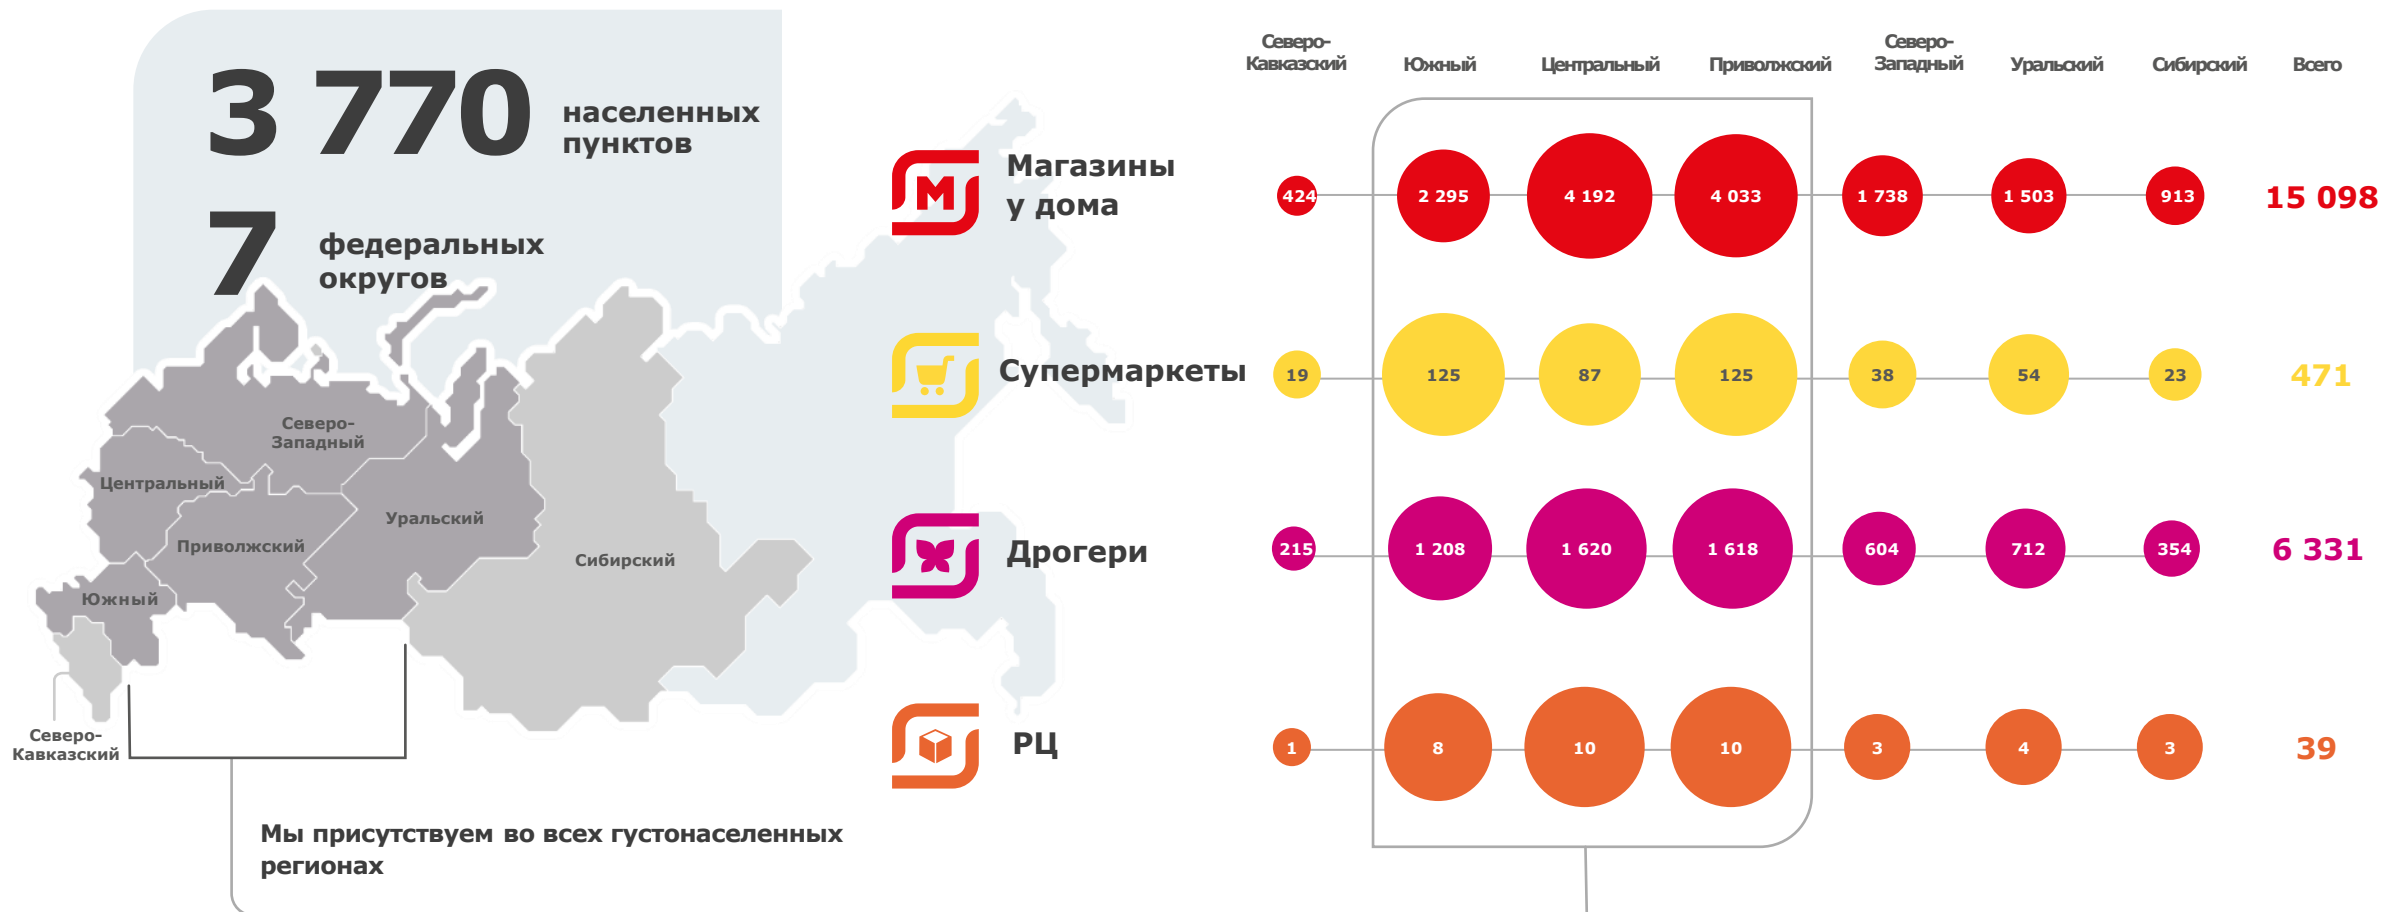 3 770
населенных
пунктов
7
федеральных
округов
Северо-
Западный
Центральный
Уральский
Приволжский
Сибирский
Южный
Северо-
Кавказский
Мы присутствуем во всех густонаселенных
регионах
Северо-
Кавказский
Южный
Центральный
Приволжский
Северо-
Западный
Уральский
Сибирский
Всего
М
Магазины
у дома
424
2 295
4 192
4 033
1 738
1 503
913
15 098
Супермаркеты
19
125
87
125
38
54
23
471
Дрогери
215
1 208
1 620
1 618
604
712
354
6 331
РЦ
1
8
10
10
3
4
3
39